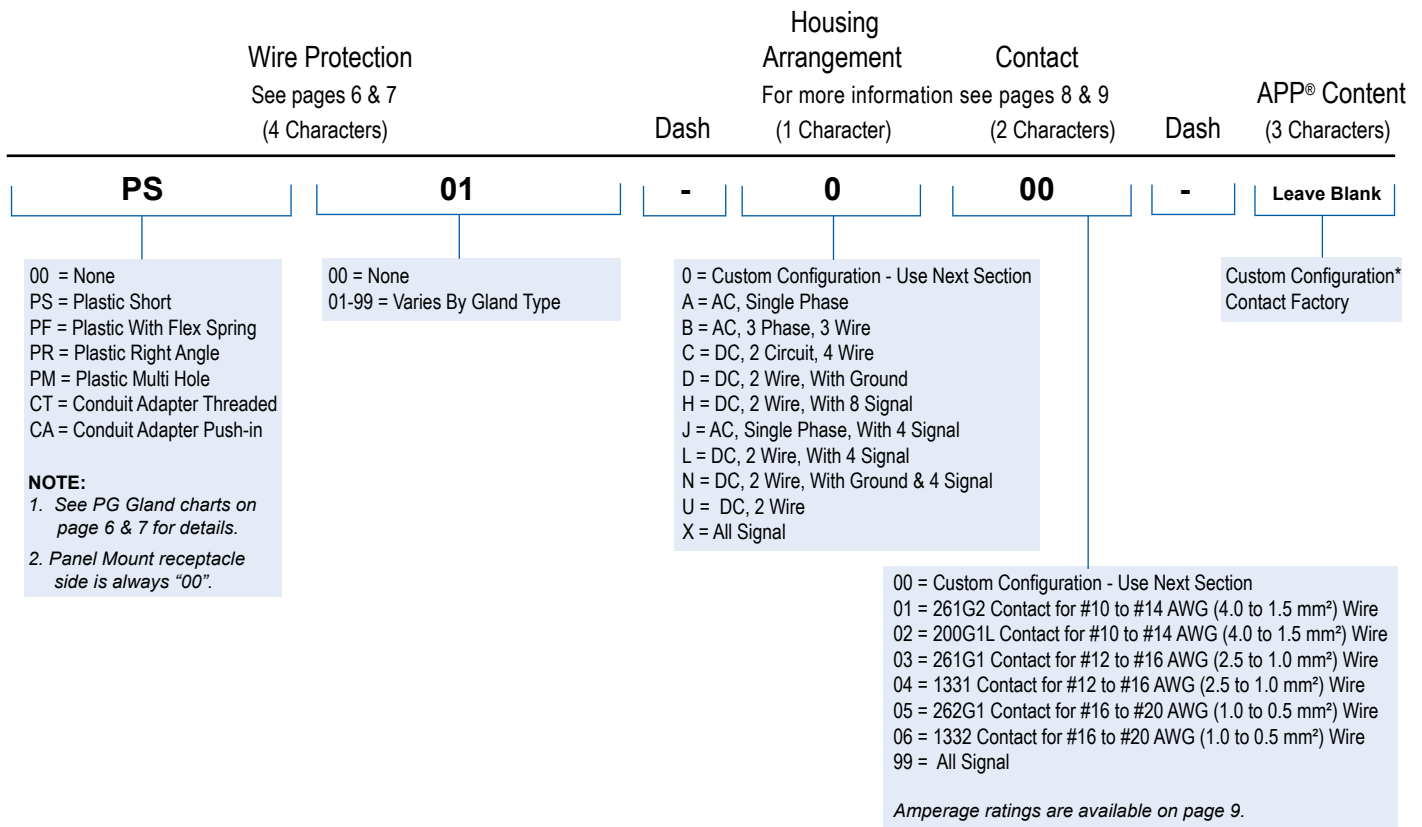 Wire Protection
See pages 6 & 7
(4 Characters)
Dash
Housing
Arrangement
Contact
For more information see pages 8 & 9
(1 Character)
(2 Characters)
Dash
APP® Content
(3 Characters)
PS
01
-
0
00
-
Leave Blank
00 = None
PS = Plastic Short
PF = Plastic With Flex Spring
PR = Plastic Right Angle
PM = Plastic Multi Hole
CT = Conduit Adapter Threaded
CA = Conduit Adapter Push-in
NOTE:
1. See PG Gland charts on
page 6 & 7 for details.
2. Panel Mount receptacle
side is always “00”.
00 = None
01-99 = Varies By Gland Type
0 = Custom Configuration - Use Next Section
A = AC, Single Phase
B = AC, 3 Phase, 3 Wire
C = DC, 2 Circuit, 4 Wire
D = DC, 2 Wire, With Ground
H = DC, 2 Wire, With 8 Signal
J = AC, Single Phase, With 4 Signal
L = DC, 2 Wire, With 4 Signal
N = DC, 2 Wire, With Ground & 4 Signal
U = DC, 2 Wire
X = All Signal
00 = Custom Configuration - Use Next Section
01 = 261G2 Contact for #10 to #14 AWG (4.0 to 1.5 mm²) Wire
02 = 200G1L Contact for #10 to #14 AWG (4.0 to 1.5 mm²) Wire
03 = 261G1 Contact for #12 to #16 AWG (2.5 to 1.0 mm²) Wire
04 = 1331 Contact for #12 to #16 AWG (2.5 to 1.0 mm²) Wire
05 = 262G1 Contact for #16 to #20 AWG (1.0 to 0.5 mm²) Wire
06 = 1332 Contact for #16 to #20 AWG (1.0 to 0.5 mm²) Wire
99 = All Signal
Amperage ratings are available on page 9.
Custom Configuration*
Contact Factory